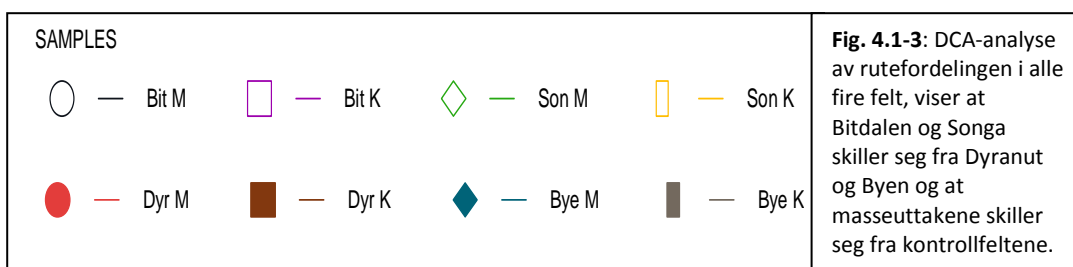 SAMPLES
Bit M
Bit K
Son M
Son K
Dyr M
Dyr K
Bye M
Bye K
Fig. 4.1-3: DCA-analyse
av rutefordelingen i alle
fire felt, viser at
Bitdalen og Songa
skiller seg fra Dyranut
og Byen og at
masseuttakene skiller
seg fra kontrollfeltene.